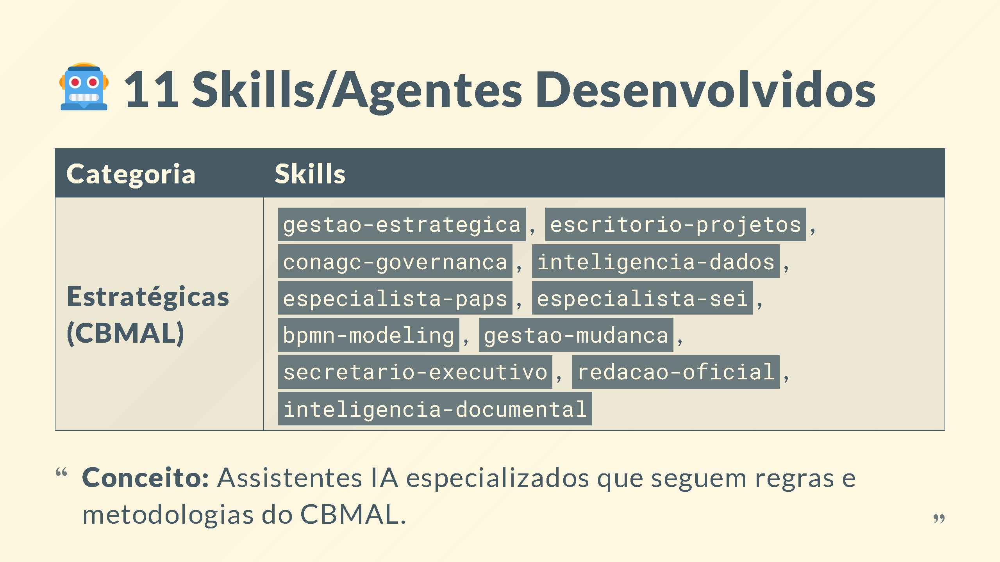 11 Skills/Agentes Desenvolvidos
Categoria Skills
Estratégicas
(CBMAL)
gestao-estrategica, escritorio-projetos,
conagc-governanca, inteligencia-dados,
especialista-paps, especialista-sei,
bpmn-modeling, gestao-mudanca,
secretario-executivo, redacao-oficial,
inteligencia-documental
“ Conceito: Assistentes IA especializados que seguem regras e
metodologias do CBMAL. ”